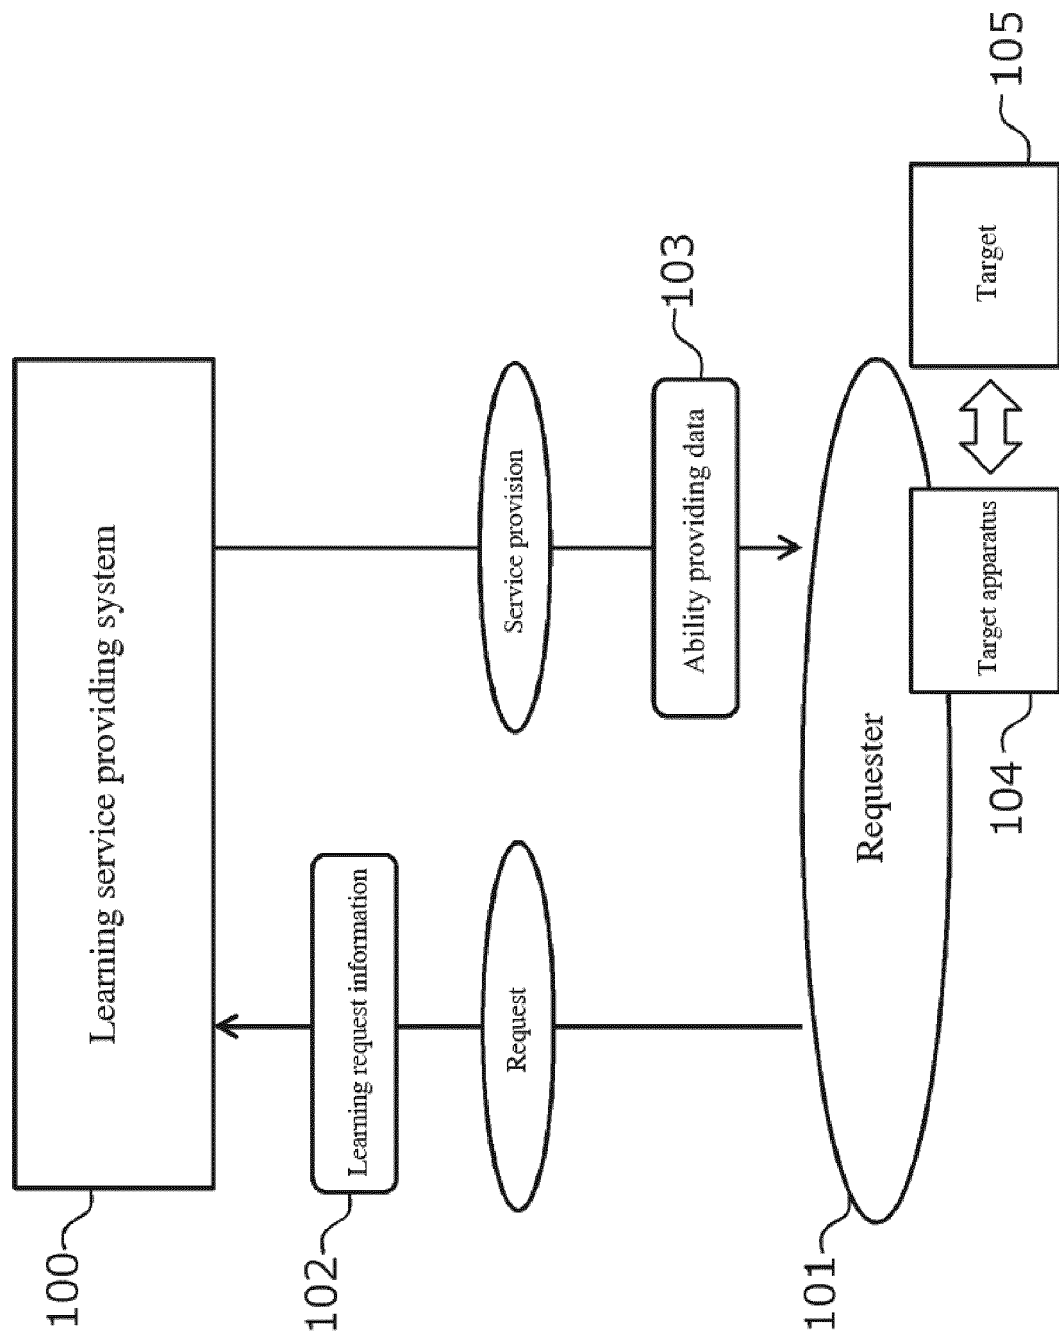 100
Learning service providing system
102
Learning request information
Request
Service provision
Ability providing data
103
101
Requester
104
Target apparatus
Target
105